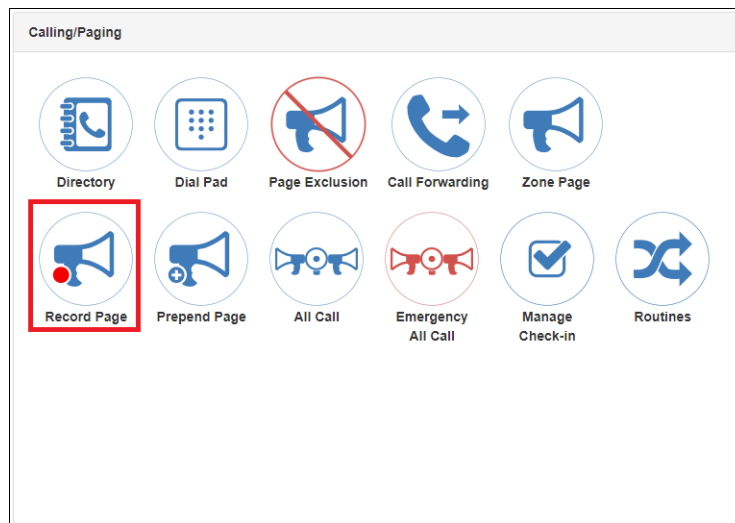 Calling/Paging
Directory
Dial Pad
Page Exclusion
Call Forwarding
Zone Page
Record Page
Prepend Page
All Call
Emergency
All Call
Manage
Check-in
Routines